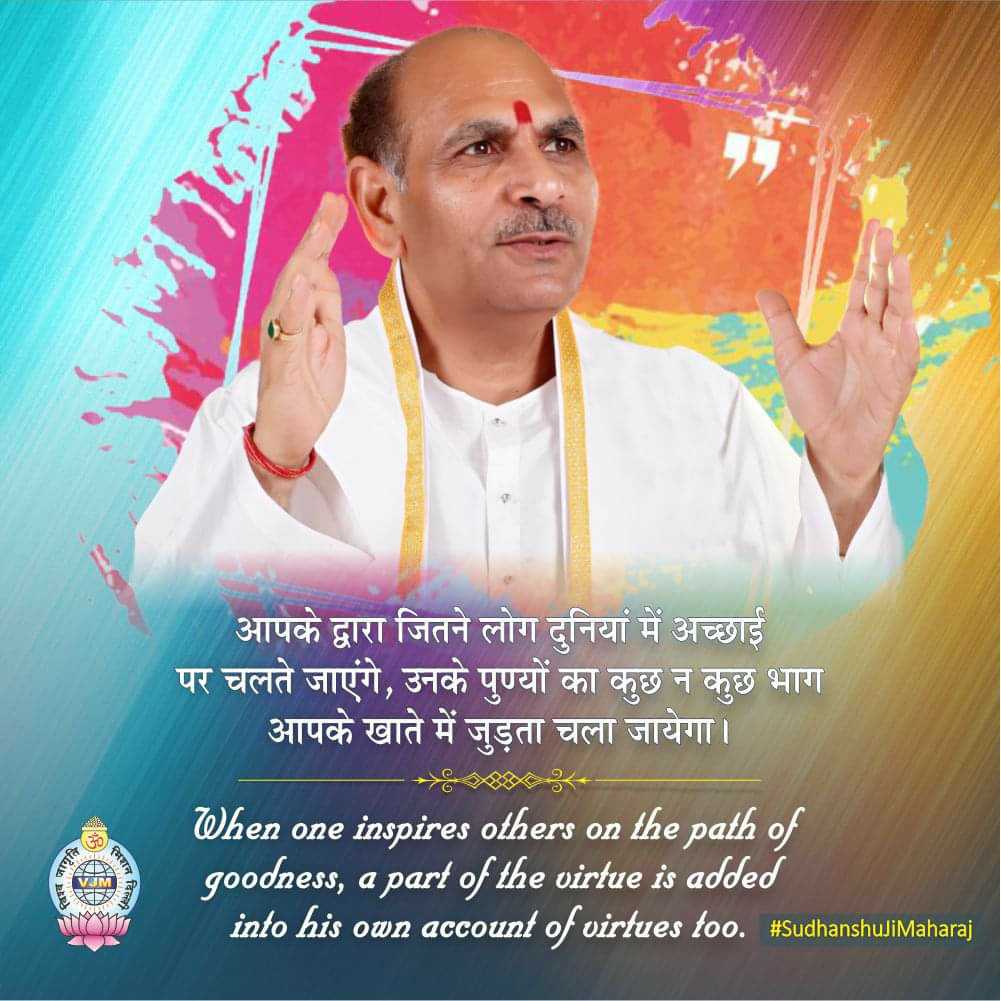 आपके द्वारा जितने लोग दुनियां में अच्छाई
पर चलते जाएंगे, उनके पुण्यों का कुछ न कुछ भाग
आपके खाते में जुड़ता चला जायेगा।
When one inspires others on the path of
goodness, a part of the virtue is added
into his own account of virtues too.
#SudhanshuJiMaharaj
ॐ
विश्व जागृति मिशन दिल्ली
VJM